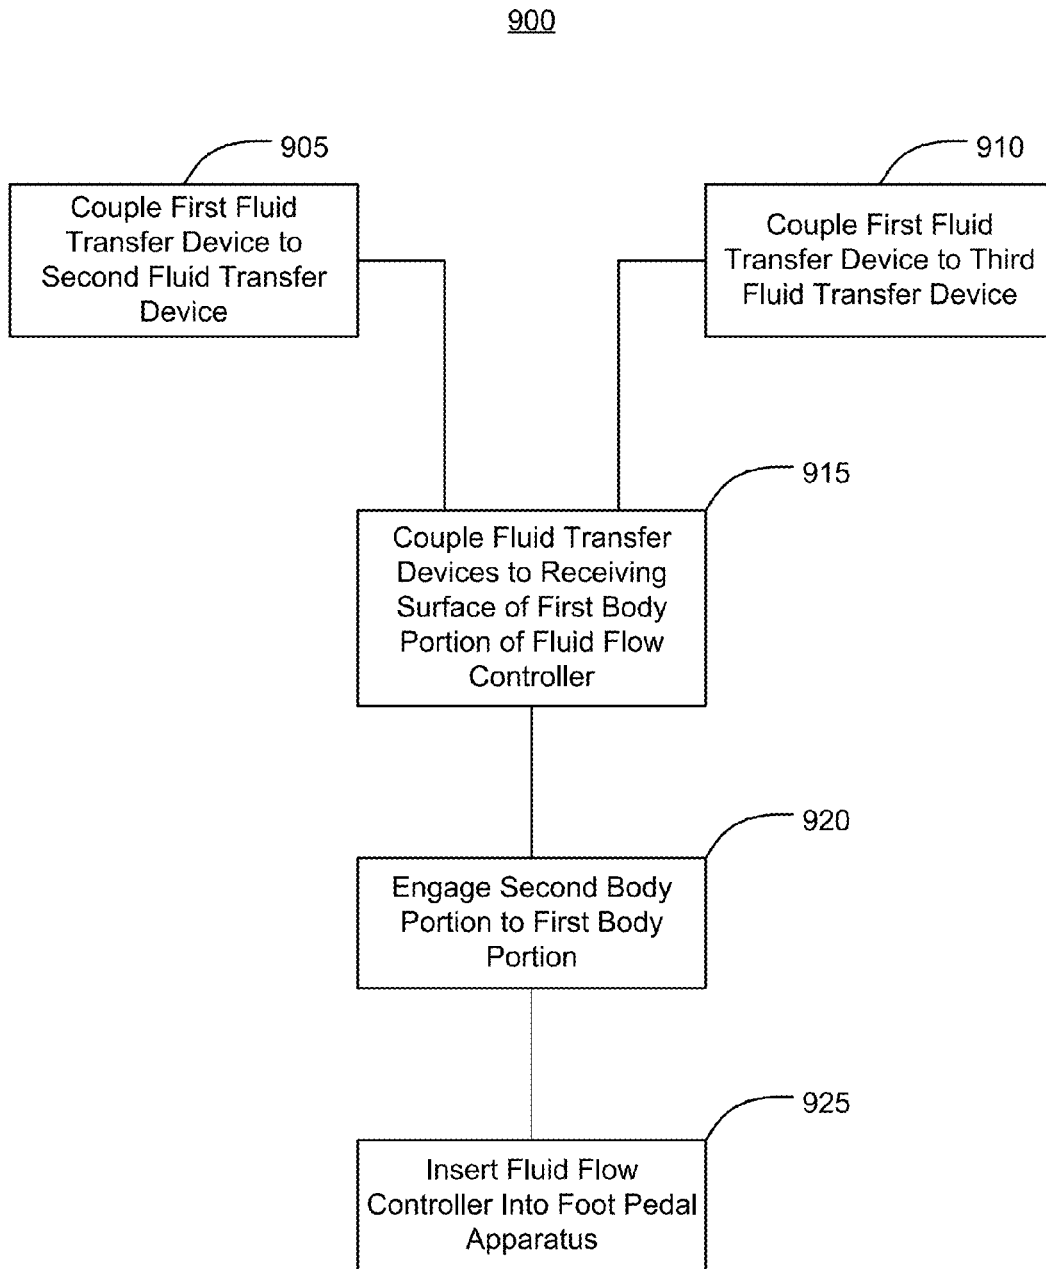 900
905
910
Couple First Fluid
Transfer Device to
Second Fluid Transfer
Device
Couple First Fluid
Transfer Device to Third
Fluid Transfer Device
915
Couple Fluid Transfer
Devices to Receiving
Surface of First Body
Portion of Fluid Flow
Controller
920
Engage Second Body
Portion to First Body
Portion
925
Insert Fluid Flow
Controller Into Foot Pedal
Apparatus